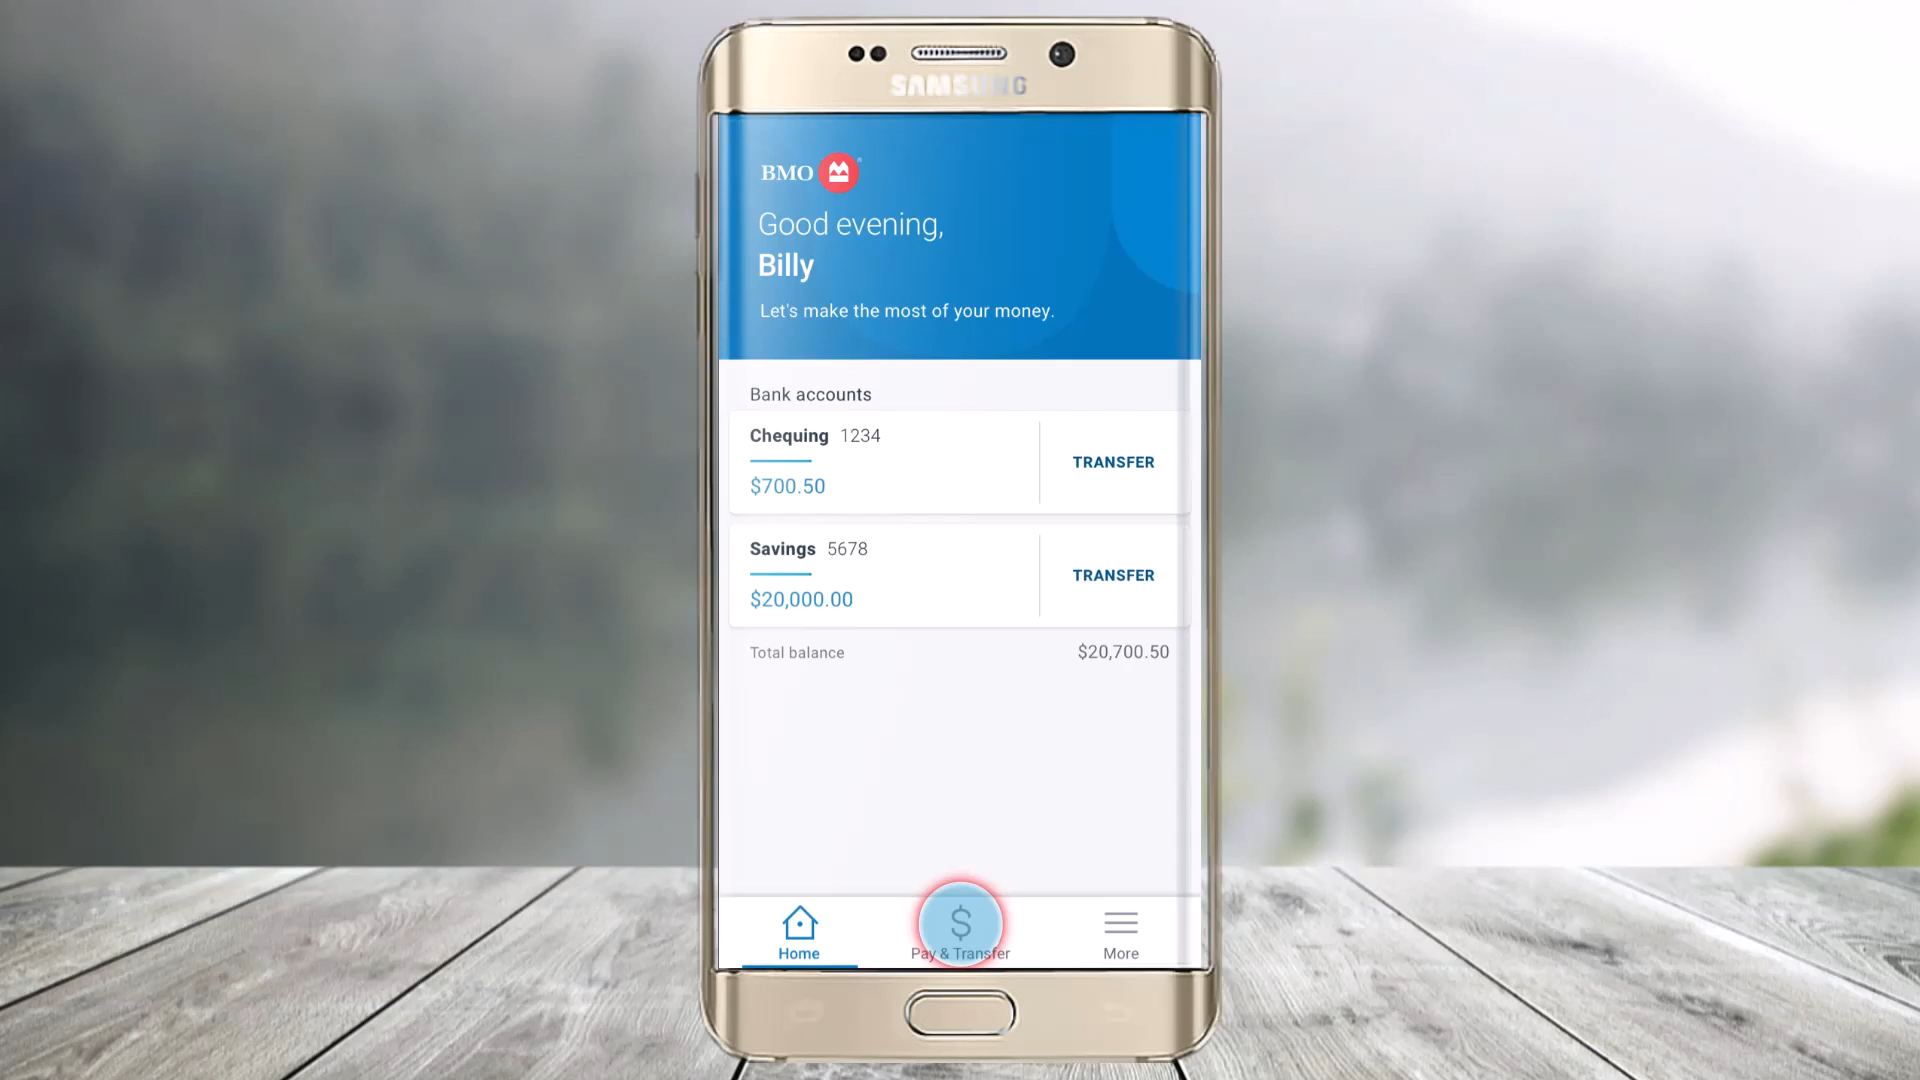 SAMSUNG
BMO
Good evening,
Billy
Let's make the most of your money.
Bank accounts
Chequing 1234
$700.50
TRANSFER
Savings 5678
$20,000.00
TRANSFER
Total balance $20,700.50
$
Home
Pay & Transfer
More